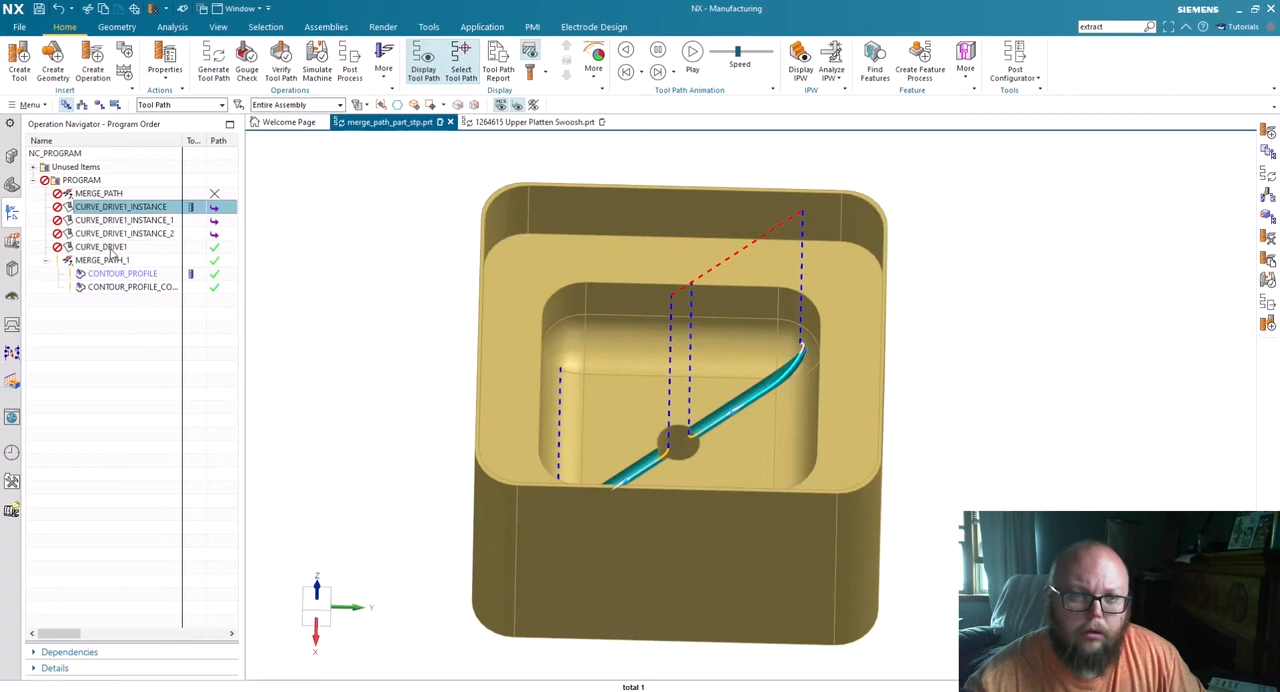 NX
Window
NX - Manufacturing
SIEMENS
File
Home
Geometry
Analysis
View
Selection
Assemblies
Render
Tools
Application
PMI
Electrode Design
extract
Tutorials
Create Tool
Create Geometry
Create Operation
Insert
Properties
Actions
Generate Tool Path
Gouge Check
Verify Tool Path
Simulate Machine
Post Process
More
Operations
Display Tool Path
Select Tool Path
Tool Path Report
More
Display
Play
Speed
Tool Path Animation
Display IPW
Analyze IPW
IPW
Find Features
Create Feature Process
More
Feature
Post Configurator
Tools
Menu
Tool Path
Entire Assembly
Operation Navigator - Program Order
Welcome Page
merge_path_part_stp.prt
1264615 Upper Platten Swoosh.prt
Name
To...
Path
NC_PROGRAM
Unused Items
PROGRAM
MERGE_PATH
CURVE_DRIVE1_INSTANCE
CURVE_DRIVE1_INSTANCE_1
CURVE_DRIVE1_INSTANCE_2
CURVE_DRIVE1
MERGE_PATH_1
CONTOUR_PROFILE
CONTOUR_PROFILE_CO...
Z
Y
X
Dependencies
Details
total 1